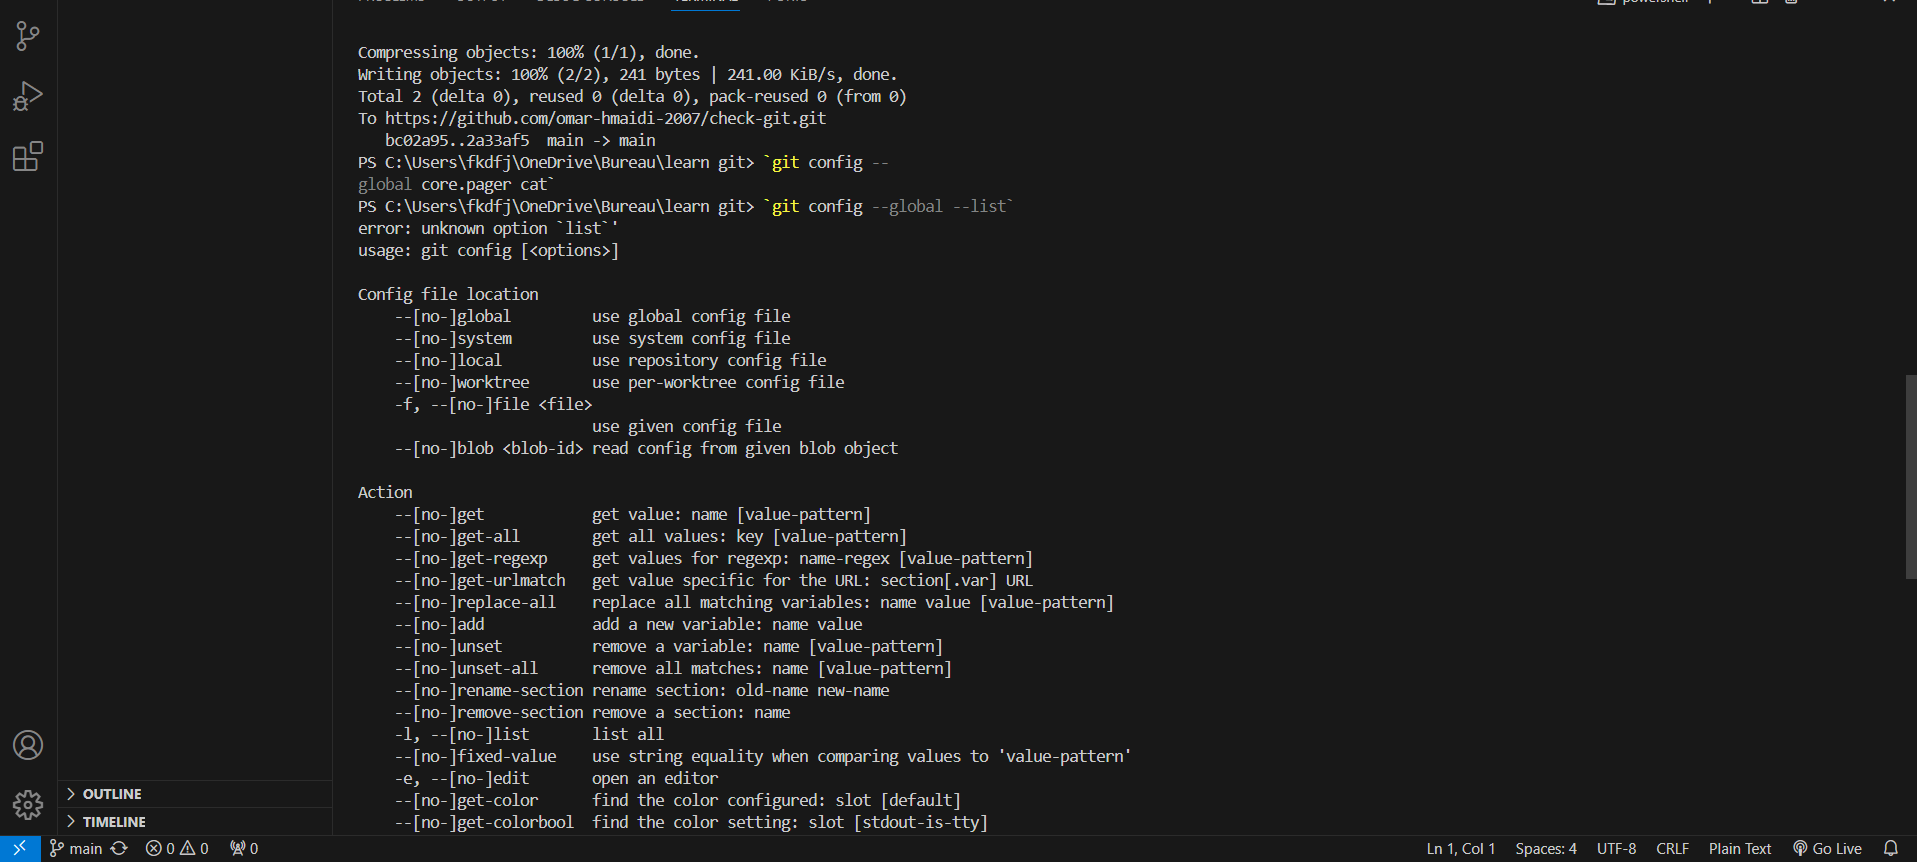 Compressing objects: 100% (1/1), done.
Writing objects: 100% (2/2), 241 bytes | 241.00 KiB/s, done.
Total 2 (delta 0), reused 0 (delta 0), pack-reused 0 (from 0)
To https://github.com/omar-hmaidi-2007/check-git.git
   bc02a95..2a33af5  main -> main
PS C:\Users\fkdfj\OneDrive\Bureau\learn git> `git config --
global core.pager cat`
PS C:\Users\fkdfj\OneDrive\Bureau\learn git> `git config --global --list`
error: unknown option `list`'
usage: git config [<options>]

Config file location
    --[no-]global         use global config file
    --[no-]system         use system config file
    --[no-]local          use repository config file
    --[no-]worktree       use per-worktree config file
    -f, --[no-]file <file>
                          use given config file
    --[no-]blob <blob-id> read config from given blob object

Action
    --[no-]get            get value: name [value-pattern]
    --[no-]get-all        get all values: key [value-pattern]
    --[no-]get-regexp     get values for regexp: name-regex [value-pattern]
    --[no-]get-urlmatch   get value specific for the URL: section[.var] URL
    --[no-]replace-all    replace all matching variables: name value [value-pattern]
    --[no-]add            add a new variable: name value
    --[no-]unset          remove a variable: name [value-pattern]
    --[no-]unset-all      remove all matches: name [value-pattern]
    --[no-]rename-section rename section: old-name new-name
    --[no-]remove-section remove a section: name
    -l, --[no-]list       list all
    --[no-]fixed-value    use string equality when comparing values to 'value-pattern'
    -e, --[no-]edit       open an editor
    --[no-]get-color      find the color configured: slot [default]
    --[no-]get-colorbool  find the color setting: slot [stdout-is-tty]
OUTLINE
TIMELINE
main 0 0 0 Ln 1, Col 1 Spaces: 4 UTF-8 CRLF Plain Text Go Live